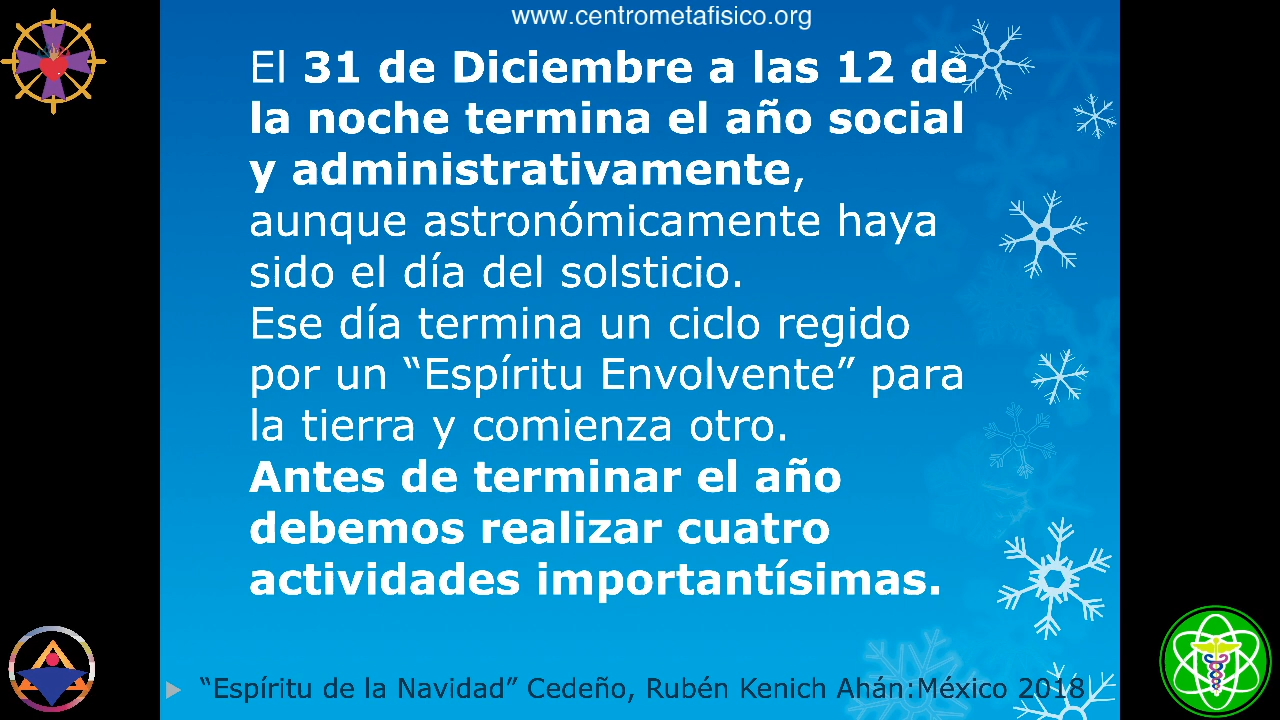 www.centrometafisico.org
El 31 de Diciembre a las 12 de
la noche termina el año social
y administrativamente,
aunque astronómicamente haya
sido el día del solsticio.
Ese día termina un ciclo regido
por un “Espíritu Envolvente” para
la tierra y comienza otro.
Antes de terminar el año
debemos realizar cuatro
actividades importantísimas.
“Espíritu de la Navidad” Cedeño, Rubén Kenich Ahán:México 2018